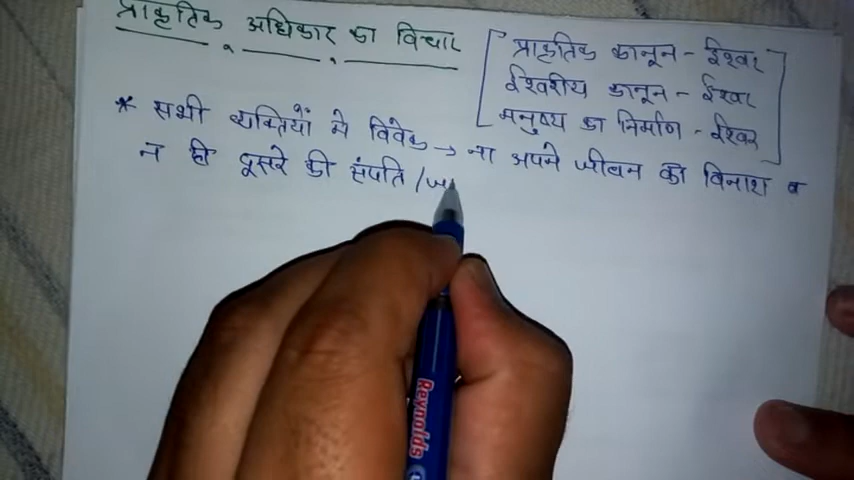 प्राकृतिक अधिकार का विचार
प्राकृतिक कानून - ईश्वर
ईश्वरीय कानून - ईश्वर
मनुष्य का निर्माण - ईश्वर
* सभी व्यक्तियों में विवेक → ना अपने जीवन को विनाश व
न ही दूसरे की संपति /
Reynolds